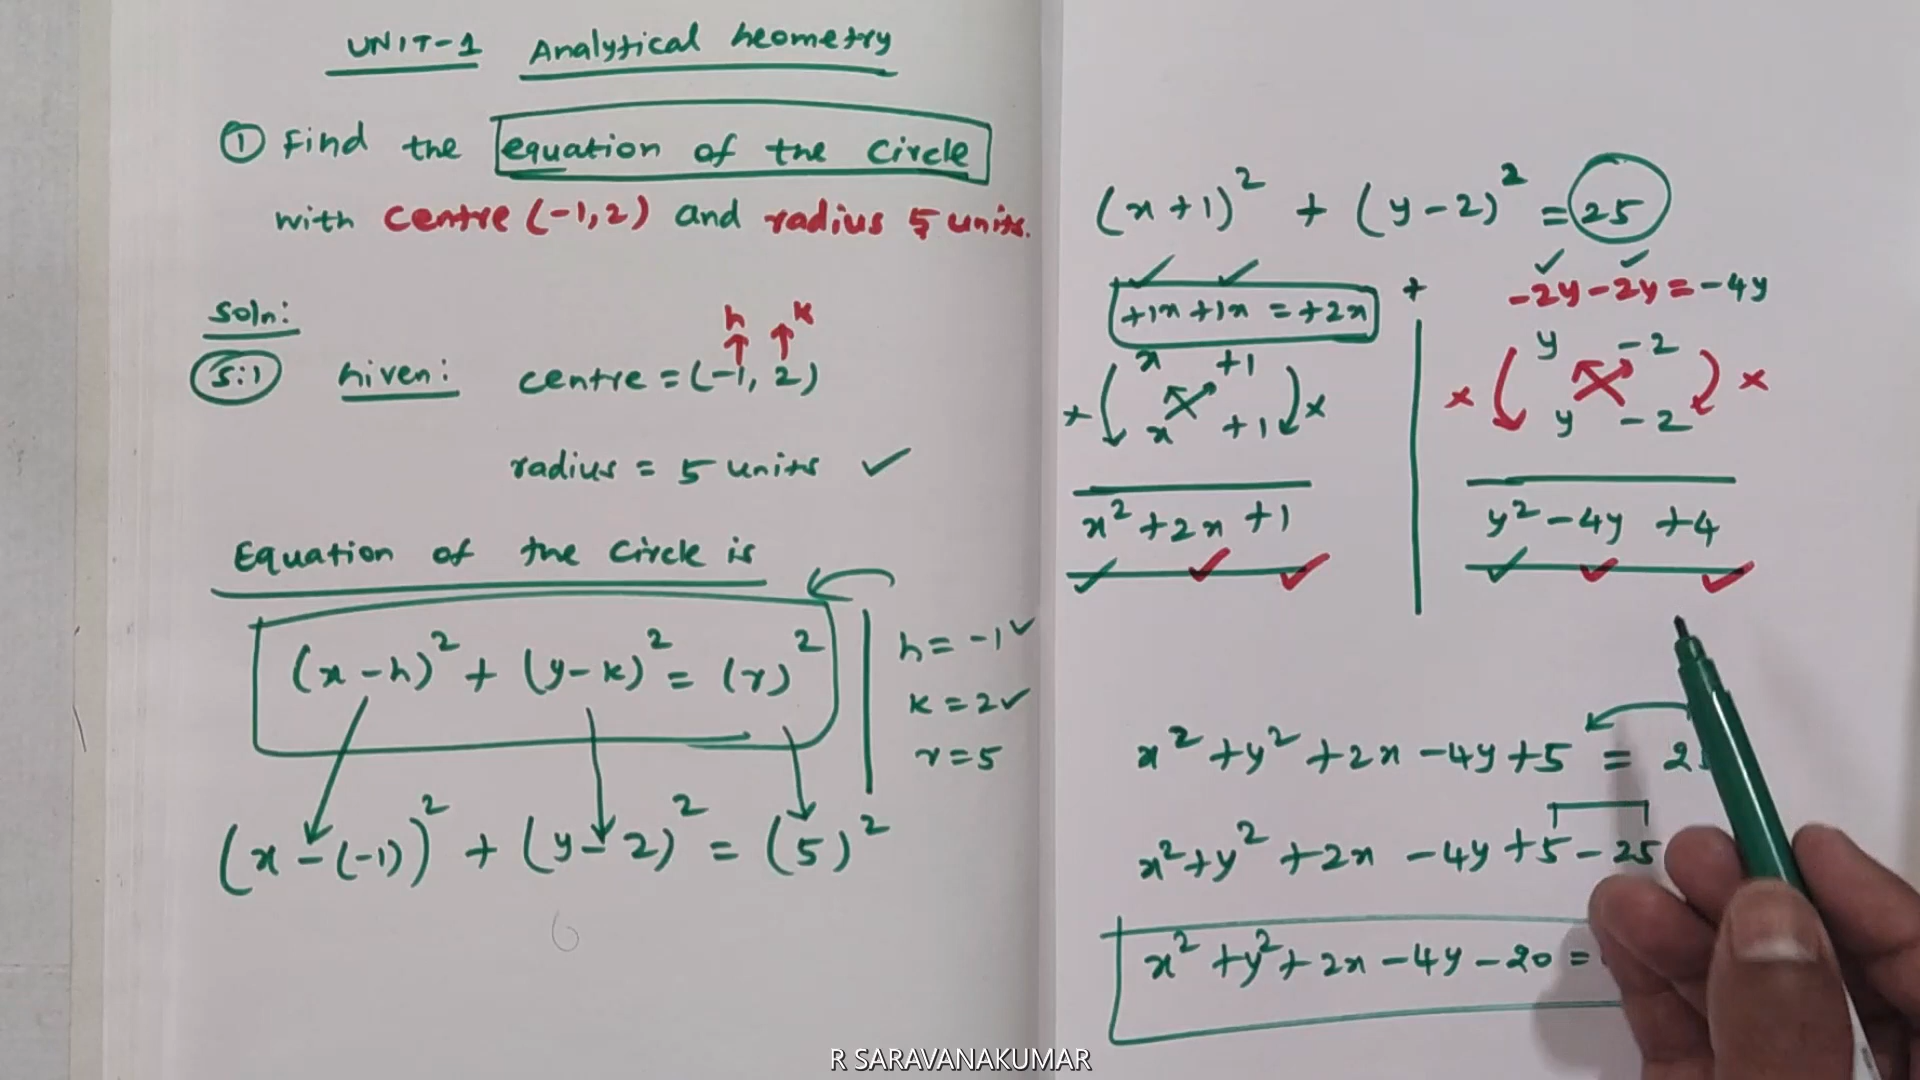 UNIT-1 Analytical Geometry
① Find the equation of the Circle
with centre (-1,2) and radius 5 units.
Soln:
h k
S:1 Given: centre = (-1, 2)
radius = 5 units ✓
Equation of the Circle is
(x-h)² + (y-k)² = (r)²
h = -1 ✓
k = 2 ✓
r = 5
(x-(-1))² + (y-2)² = (5)²
(x+1)² + (y-2)² = 25
+1x +1x = +2x + -2y-2y = -4y
x +1 y -2
x x x
x +1 y -2
x² + 2x + 1 y² - 4y + 4
x² + y² + 2x - 4y + 5 =
x² + y² + 2x - 4y + 5 - 25
x² + y² + 2x - 4y - 20 =
R SARAVANAKUMAR